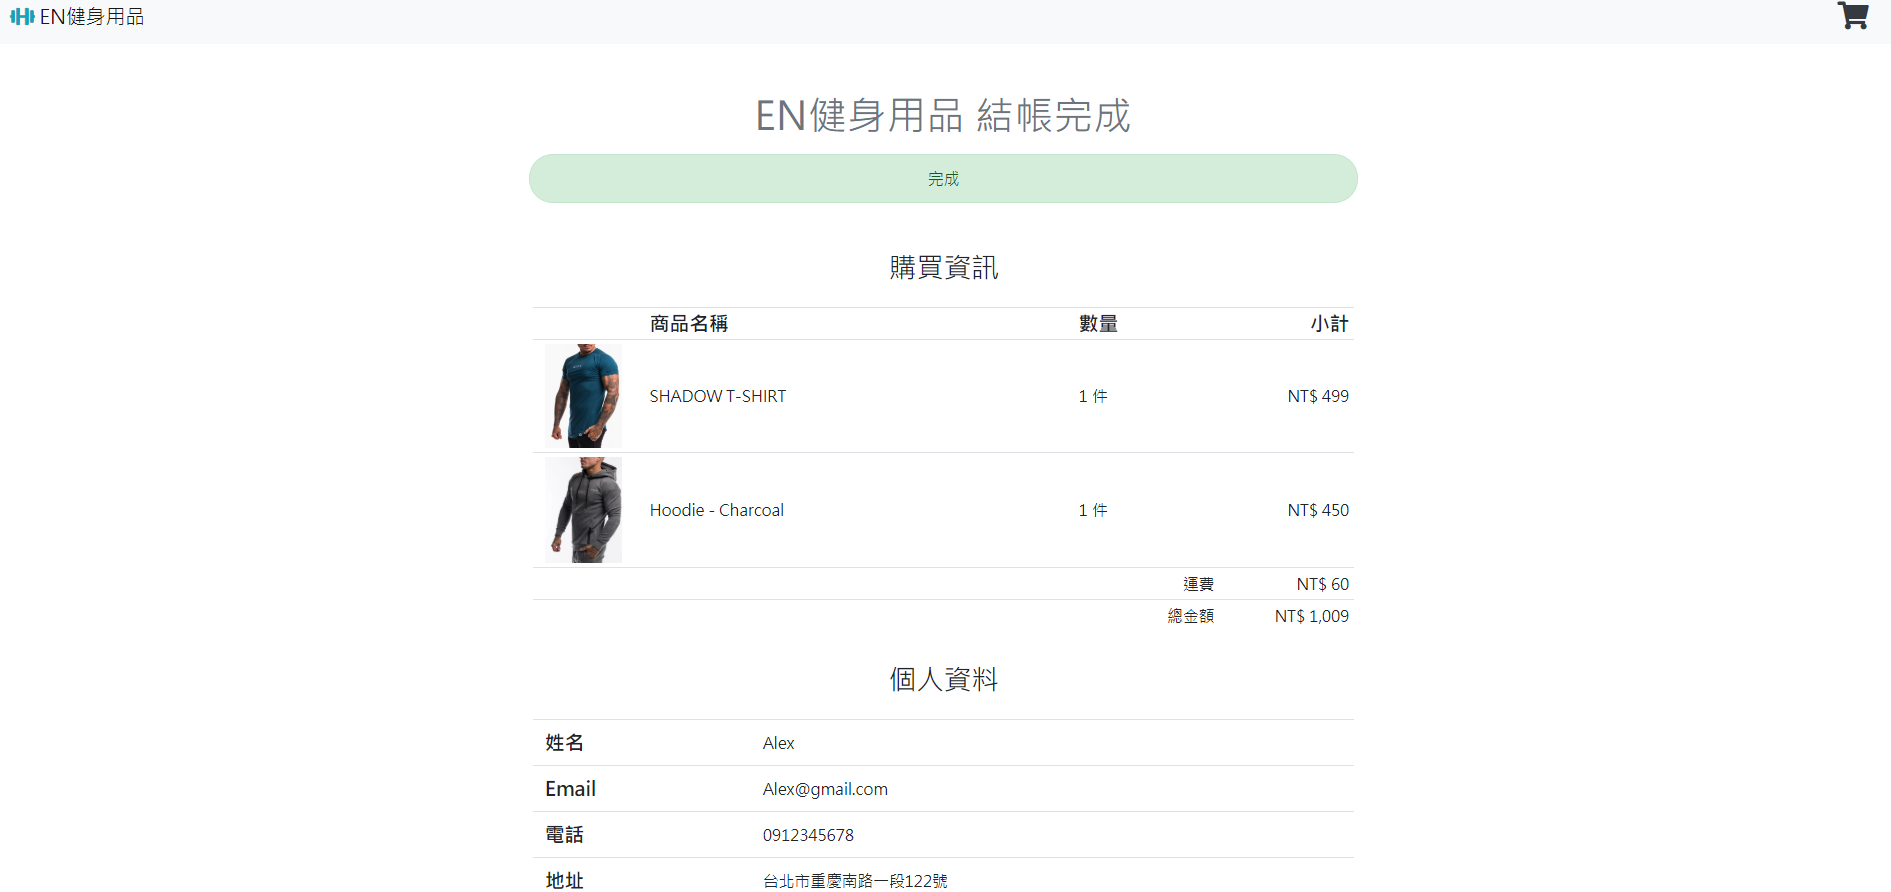 EN健身用品
EN健身用品 結帳完成
完成
購買資訊
商品名稱 數量 小計
SHADOW T-SHIRT 1 件 NT$ 499
Hoodie - Charcoal 1 件 NT$ 450
運費 NT$ 60
總金額 NT$ 1,009
個人資料
姓名 Alex
Email Alex@gmail.com
電話 0912345678
地址 台北市重慶南路一段122號